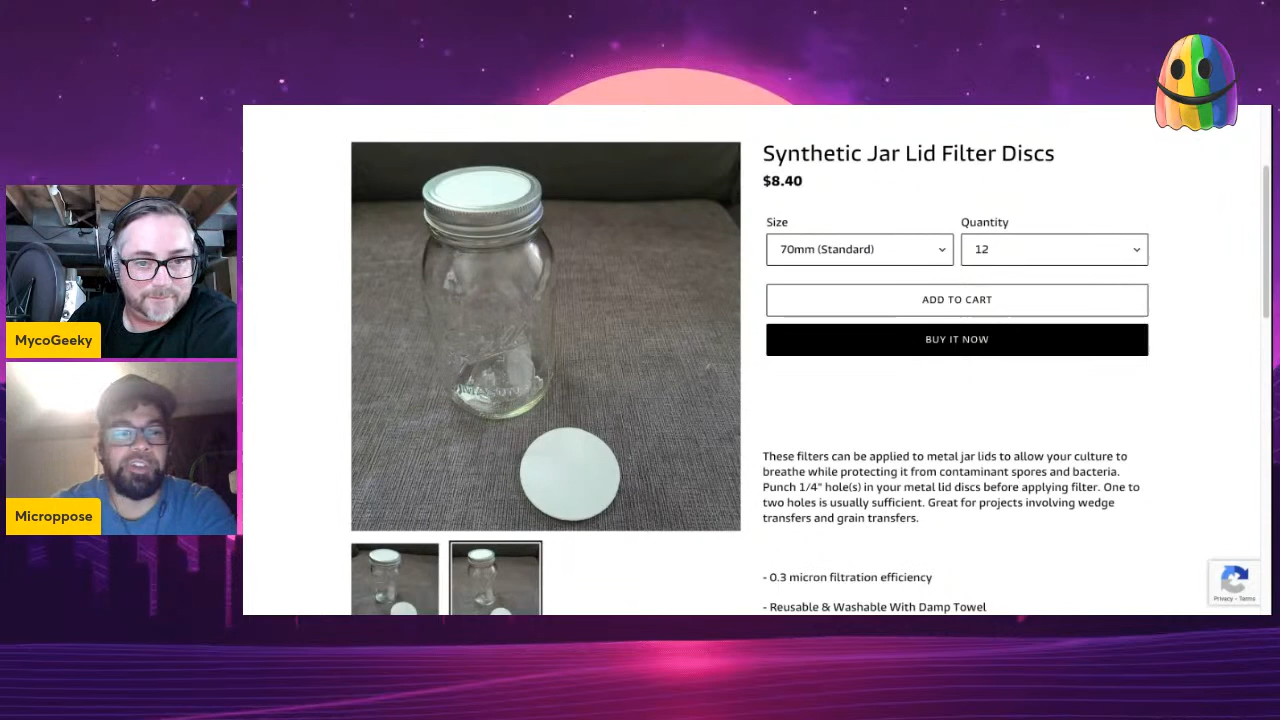 Synthetic Jar Lid Filter Discs
$8.40
Size
Quantity
70mm (Standard)
12
ADD TO CART
BUY IT NOW
These filters can be applied to metal jar lids to allow your culture to
breathe while protecting it from contaminant spores and bacteria.
Punch 1/4" hole(s) in your metal lid discs before applying filter. One to
two holes is usually sufficient. Great for projects involving wedge
transfers and grain transfers.
- 0.3 micron filtration efficiency
- Reusable & Washable With Damp Towel
Privacy - Terms
MycoGeeky
Microppose